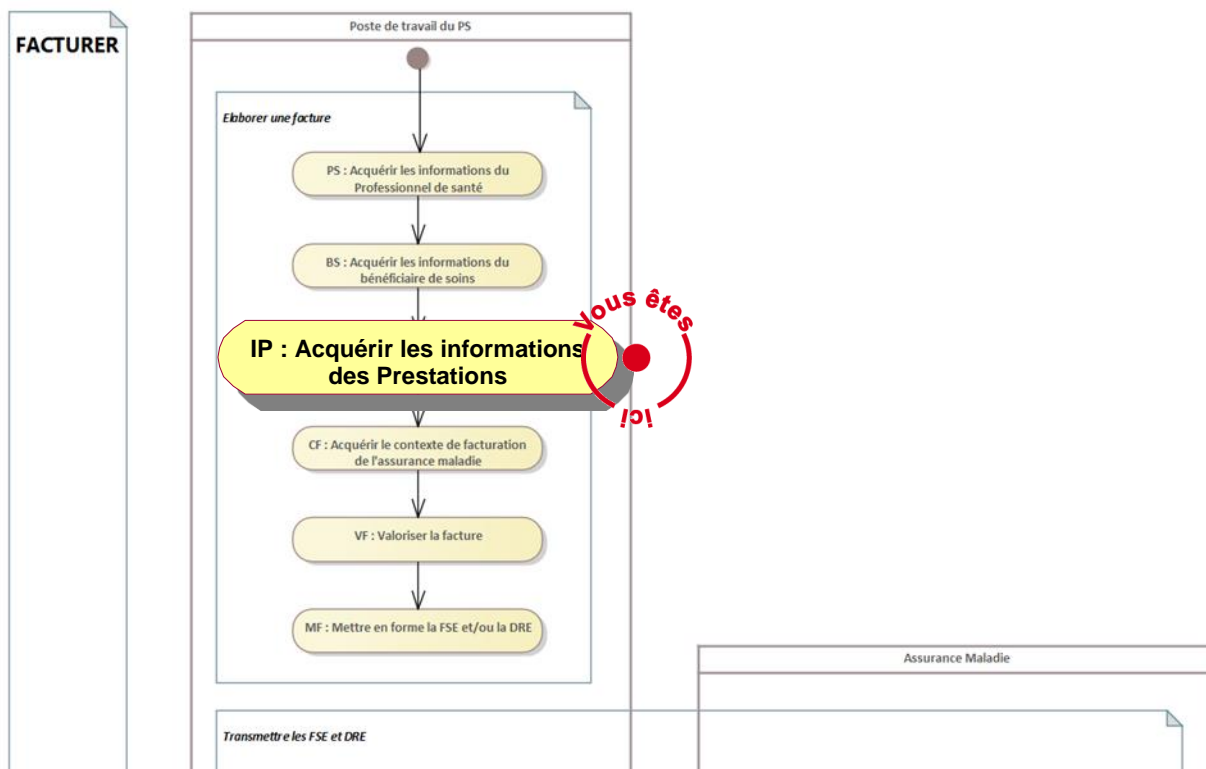 FACTURER
Poste de travail du PS
Elaborer une facture
PS : Acquérir les informations du
Professionnel de santé
BS : Acquérir les informations du
bénéficiaire de soins
Vous êtes
ici
IP : Acquérir les informations
des Prestations
CF : Acquérir le contexte de facturation
de l'assurance maladie
VF : Valoriser la facture
MF : Mettre en forme la FSE et/ou la DRE
Assurance Maladie
Transmettre les FSE et DRE